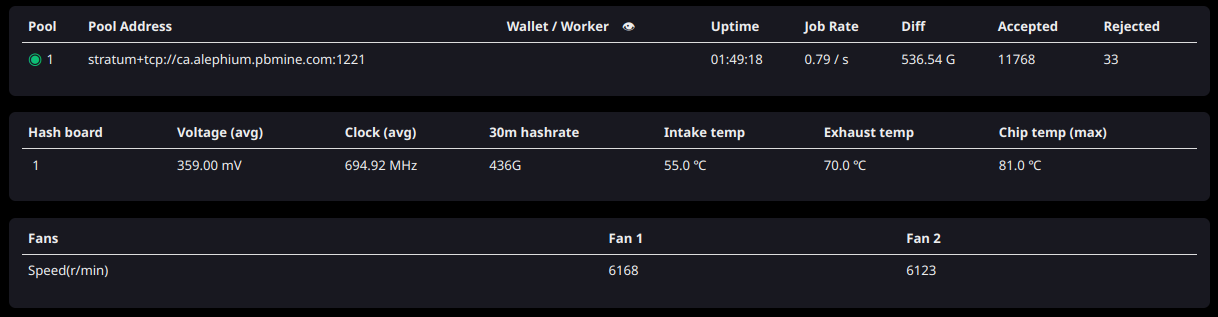 Pool Pool Address Wallet / Worker Uptime Job Rate Diff Accepted Rejected
1 stratum+tcp://ca.alephium.pbmine.com:1221 01:49:18 0.79 / s 536.54 G 11768 33
Hash board Voltage (avg) Clock (avg) 30m hashrate Intake temp Exhaust temp Chip temp (max)
1 359.00 mV 694.92 MHz 436G 55.0 ℃ 70.0 ℃ 81.0 ℃
Fans Fan 1 Fan 2
Speed(r/min) 6168 6123